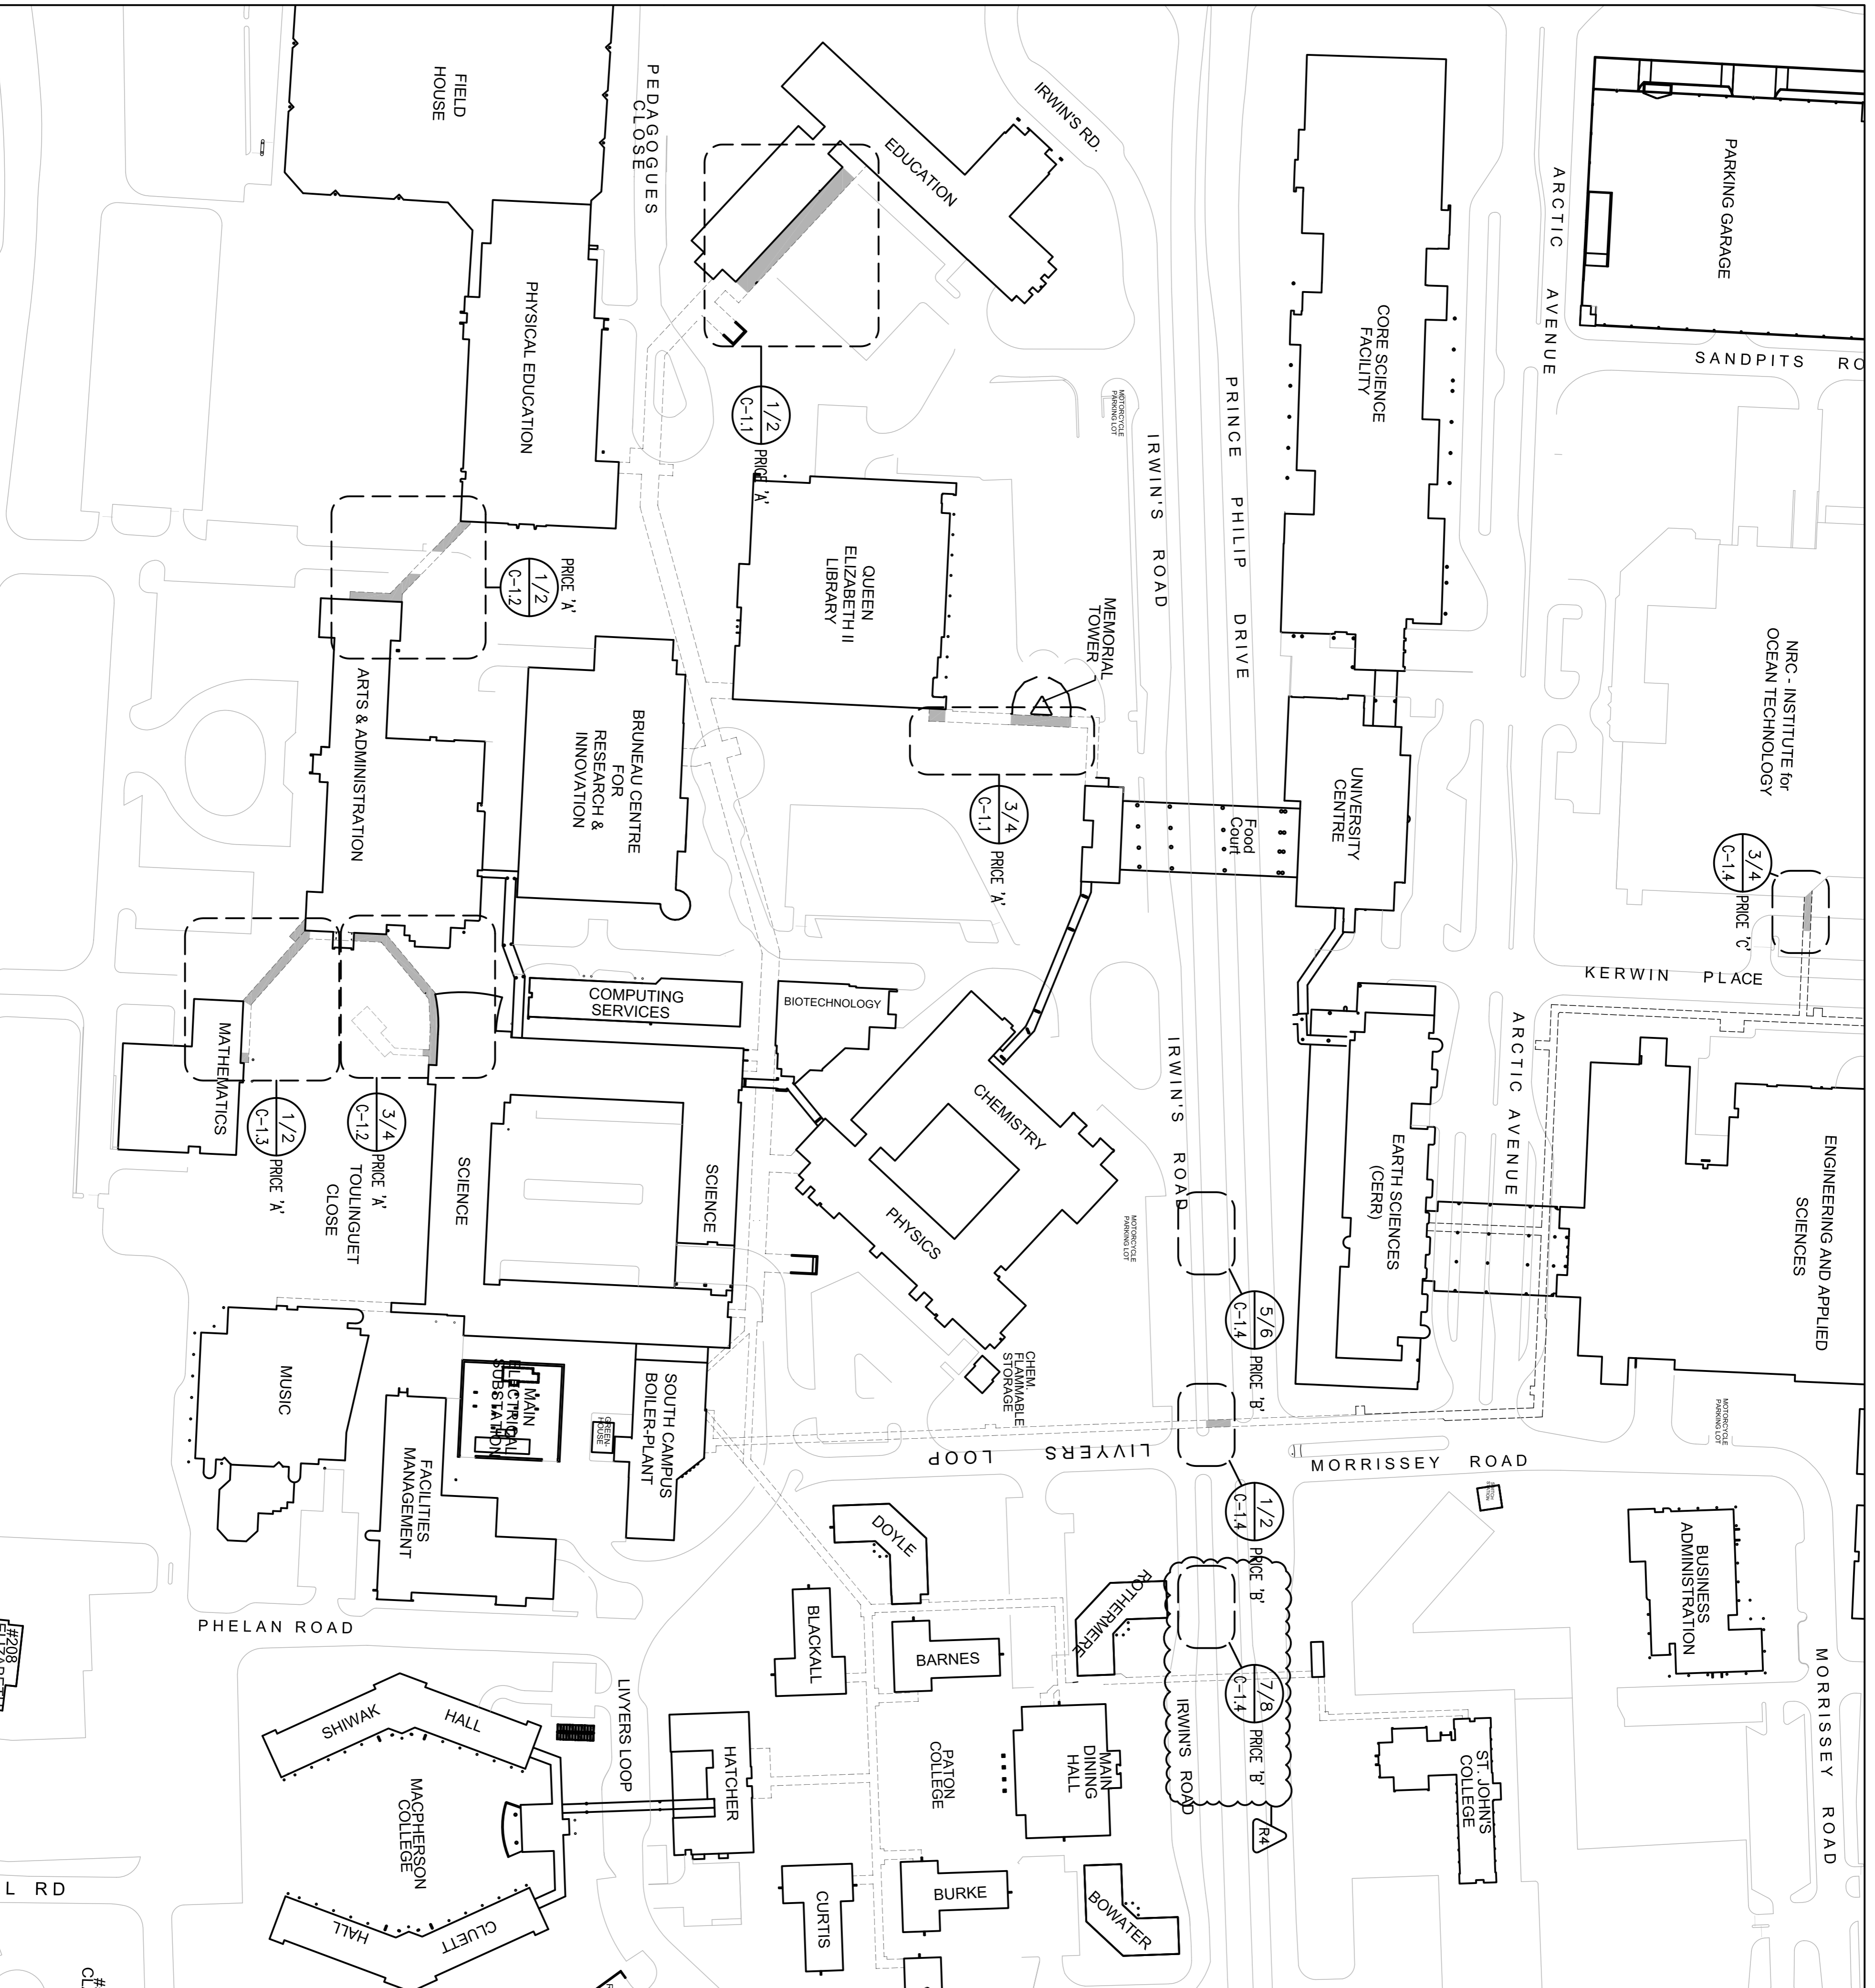 FIELD
HOUSE
PEDAGOGUES
CLOSE
EDUCATION
IRWIN'S RD.
PARKING GARAGE
ARCTIC AVENUE
SANDPITS RO
PHYSICAL EDUCATION
CORE SCIENCE
FACILITY
PRINCE PHILIP DRIVE
IRWIN'S ROAD
MOTORCYCLE
PARKING LOT
1/2
C-1.1
PRICE 'A'
1/2
C-1.2
PRICE 'A'
QUEEN
ELIZABETH II
LIBRARY
MEMORIAL
TOWER
NRC - INSTITUTE for
OCEAN TECHNOLOGY
ARTS & ADMINISTRATION
BRUNEAU CENTRE
FOR
RESEARCH &
INNOVATION
3/4
C-1.1
PRICE 'A'
Food
Court
UNIVERSITY
CENTRE
3/4
C-1.4
PRICE 'C'
KERWIN PLACE
COMPUTING
SERVICES
BIOTECHNOLOGY
MATHEMATICS
1/2
C-1.3
PRICE 'A'
3/4
C-1.2
PRICE 'A'
TOULINGUET
CLOSE
SCIENCE
SCIENCE
CHEMISTRY
PHYSICS
IRWIN'S ROAD
MOTORCYCLE
PARKING LOT
EARTH SCIENCES
(CERR)
ARCTIC AVENUE
ENGINEERING AND APPLIED
SCIENCES
5/6
C-1.4
PRICE 'B'
MUSIC
FACILITIES
MANAGEMENT
MAIN
ELECTRICAL
SUBSTATION
GREEN-
HOUSE
SOUTH CAMPUS
BOILER-PLANT
CHEM.
FLAMMABLE
STORAGE
LIVYERS LOOP
MORRISSEY ROAD
MOTORCYCLE
PARKING LOT
1/2
C-1.4
PRICE 'B'
DOYLE
BLACKALL
BARNES
ROTHERMERE
BUSINESS
ADMINISTRATION
PHELAN ROAD
#208
7/8
C-1.4
PRICE 'B'
IRWIN'S ROAD
R4
MORRISSEY ROAD
SHIWAK HALL
LIVYERS LOOP
HATCHER
PATON
COLLEGE
MAIN
DINING
HALL
ST. JOHN'S
COLLEGE
MACPHERSON
COLLEGE
CLUETT HALL
CURTIS
BURKE
BOWATER
L RD